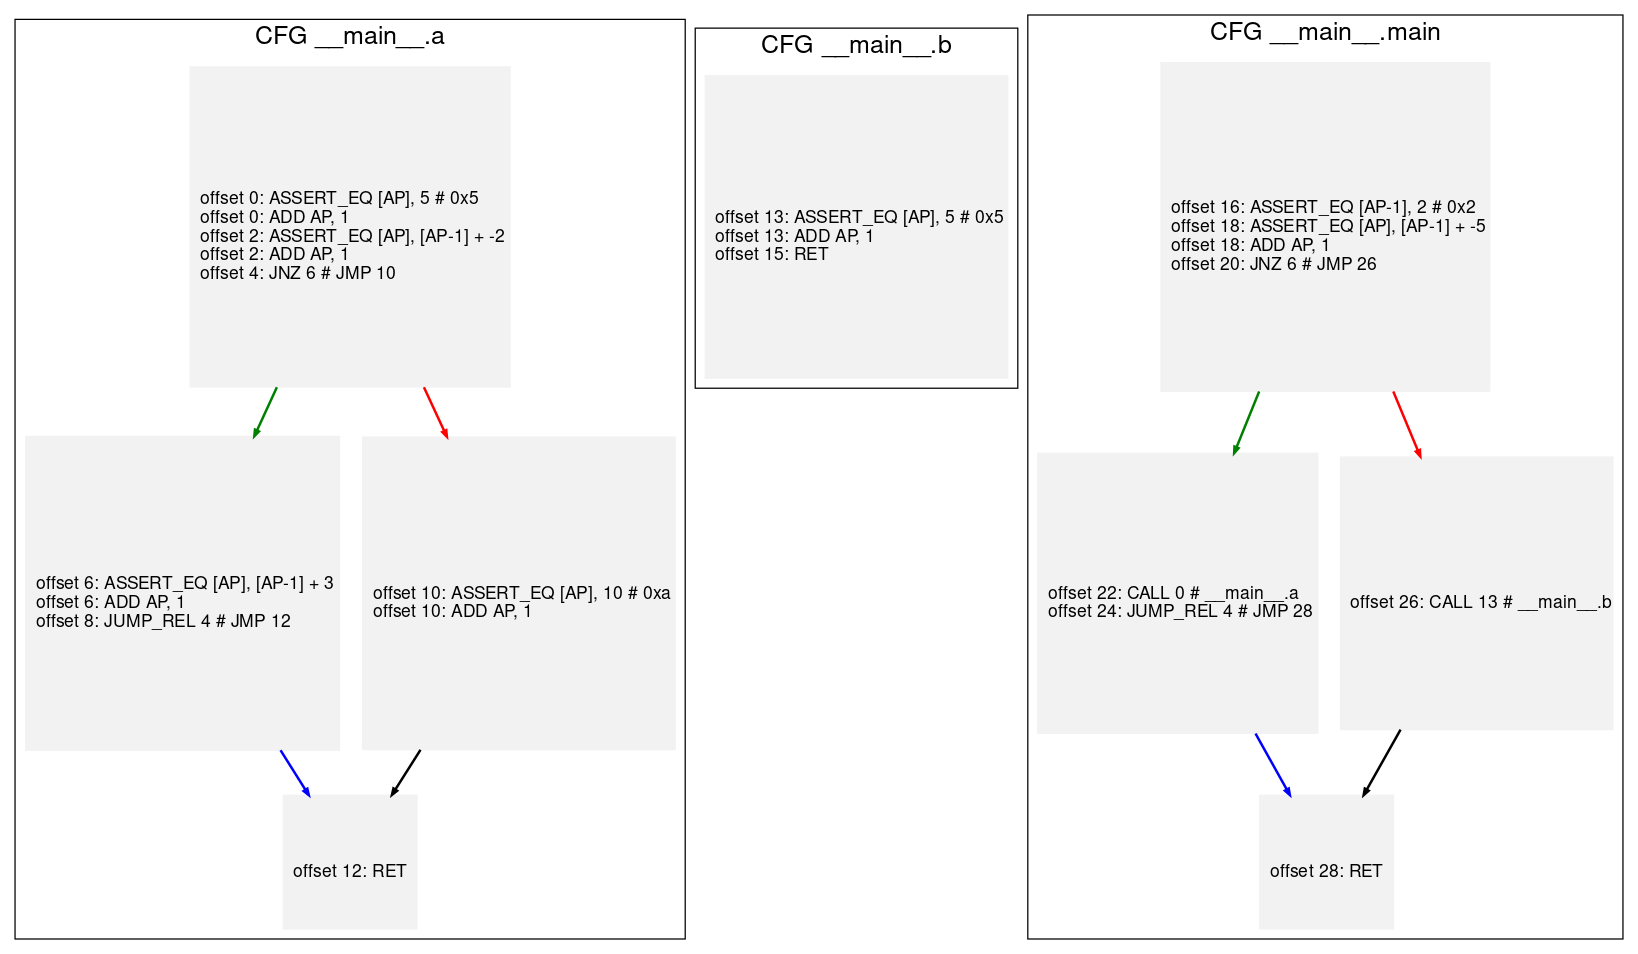 CFG __main__.a
offset 0: ASSERT_EQ [AP], 5 # 0x5
offset 0: ADD AP, 1
offset 2: ASSERT_EQ [AP], [AP-1] + -2
offset 2: ADD AP, 1
offset 4: JNZ 6 # JMP 10
offset 6: ASSERT_EQ [AP], [AP-1] + 3
offset 6: ADD AP, 1
offset 8: JUMP_REL 4 # JMP 12
offset 10: ASSERT_EQ [AP], 10 # 0xa
offset 10: ADD AP, 1
offset 12: RET
CFG __main__.b
offset 13: ASSERT_EQ [AP], 5 # 0x5
offset 13: ADD AP, 1
offset 15: RET
CFG __main__.main
offset 16: ASSERT_EQ [AP-1], 2 # 0x2
offset 18: ASSERT_EQ [AP], [AP-1] + -5
offset 18: ADD AP, 1
offset 20: JNZ 6 # JMP 26
offset 22: CALL 0 # __main__.a
offset 24: JUMP_REL 4 # JMP 28
offset 26: CALL 13 # __main__.b
offset 28: RET